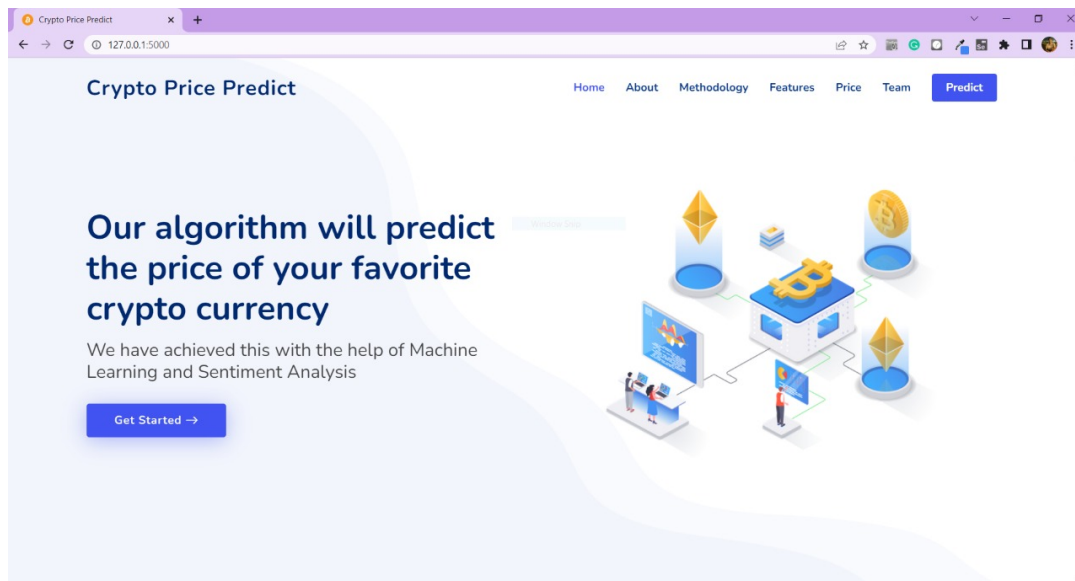 Crypto Price Predict
127.0.0.1:5000
Crypto Price Predict
Home About Methodology Features Price Team Predict
Our algorithm will predict
the price of your favorite
crypto currency
We have achieved this with the help of Machine
Learning and Sentiment Analysis
Get Started →